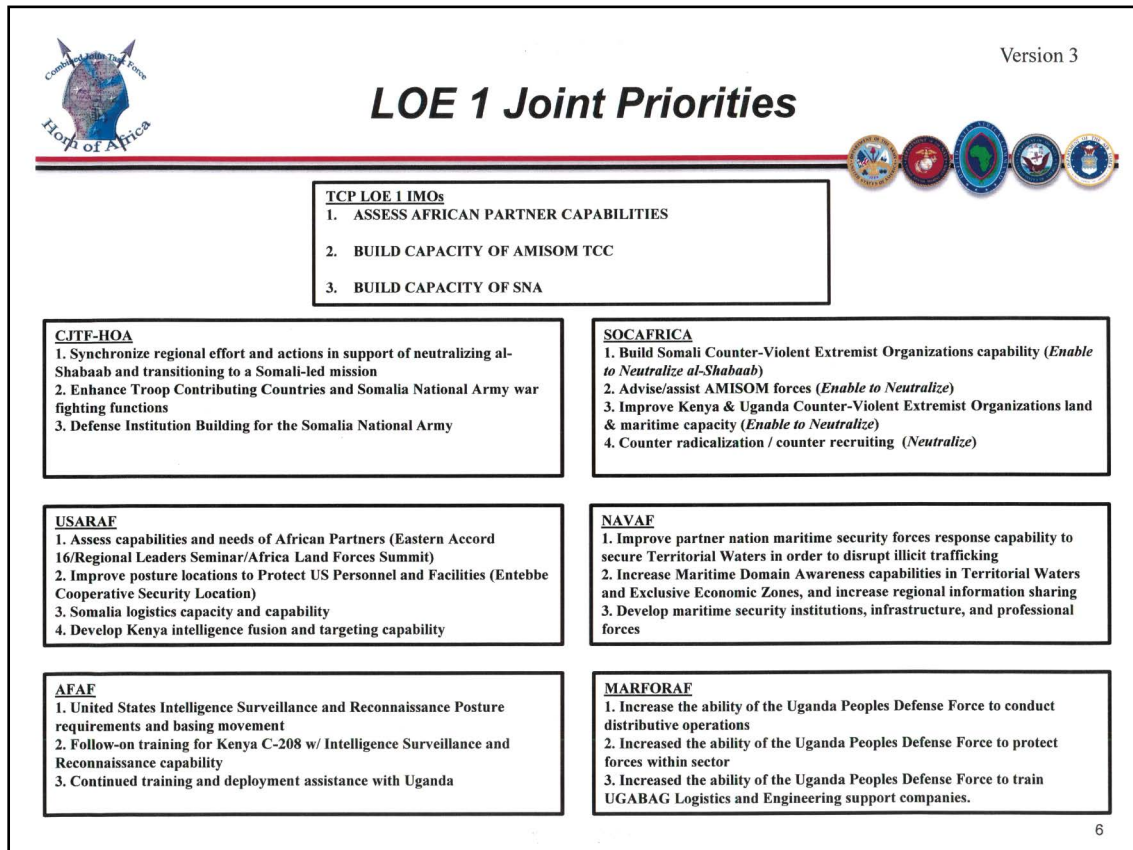 Combined Joint Task Force
Horn of Africa
Version 3
LOE 1 Joint Priorities
TCP LOE 1 IMOs
1. ASSESS AFRICAN PARTNER CAPABILITIES
2. BUILD CAPACITY OF AMISOM TCC
3. BUILD CAPACITY OF SNA
CJTF-HOA
1. Synchronize regional effort and actions in support of neutralizing al-
Shabaab and transitioning to a Somali-led mission
2. Enhance Troop Contributing Countries and Somalia National Army war
fighting functions
3. Defense Institution Building for the Somalia National Army
SOCAFRICA
1. Build Somali Counter-Violent Extremist Organizations capability (Enable
to Neutralize al-Shabaab)
2. Advise/assist AMISOM forces (Enable to Neutralize)
3. Improve Kenya & Uganda Counter-Violent Extremist Organizations land
& maritime capacity (Enable to Neutralize)
4. Counter radicalization / counter recruiting (Neutralize)
USARAF
1. Assess capabilities and needs of African Partners (Eastern Accord
16/Regional Leaders Seminar/Africa Land Forces Summit)
2. Improve posture locations to Protect US Personnel and Facilities (Entebbe
Cooperative Security Location)
3. Somalia logistics capacity and capability
4. Develop Kenya intelligence fusion and targeting capability
NAVAF
1. Improve partner nation maritime security forces response capability to
secure Territorial Waters in order to disrupt illicit trafficking
2. Increase Maritime Domain Awareness capabilities in Territorial Waters
and Exclusive Economic Zones, and increase regional information sharing
3. Develop maritime security institutions, infrastructure, and professional
forces
AFAF
1. United States Intelligence Surveillance and Reconnaissance Posture
requirements and basing movement
2. Follow-on training for Kenya C-208 w/ Intelligence Surveillance and
Reconnaissance capability
3. Continued training and deployment assistance with Uganda
MARFORAF
1. Increase the ability of the Uganda Peoples Defense Force to conduct
distributive operations
2. Increased the ability of the Uganda Peoples Defense Force to protect
forces within sector
3. Increased the ability of the Uganda Peoples Defense Force to train
UGABAG Logistics and Engineering support companies.
6